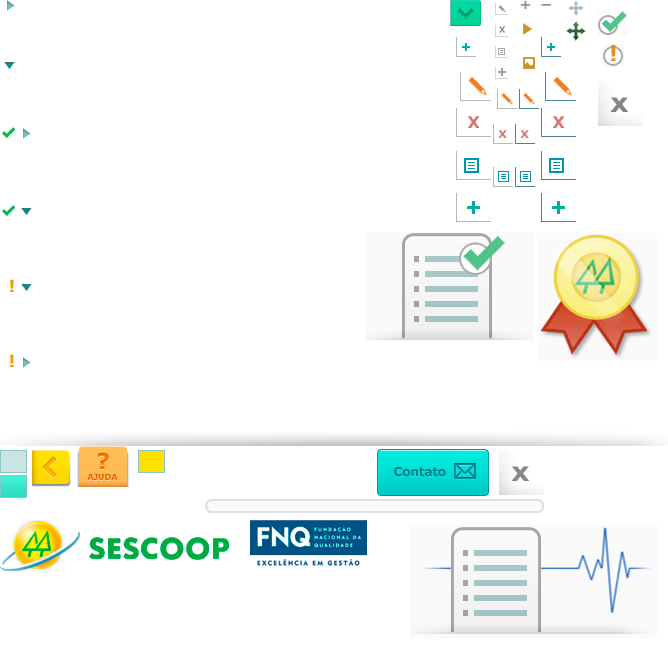 ?
AJUDA
Contato
SESCOOP
FNQ
FUNDAÇÃO
NACIONAL DA
QUALIDADE
EXCELÊNCIA EM GESTÃO